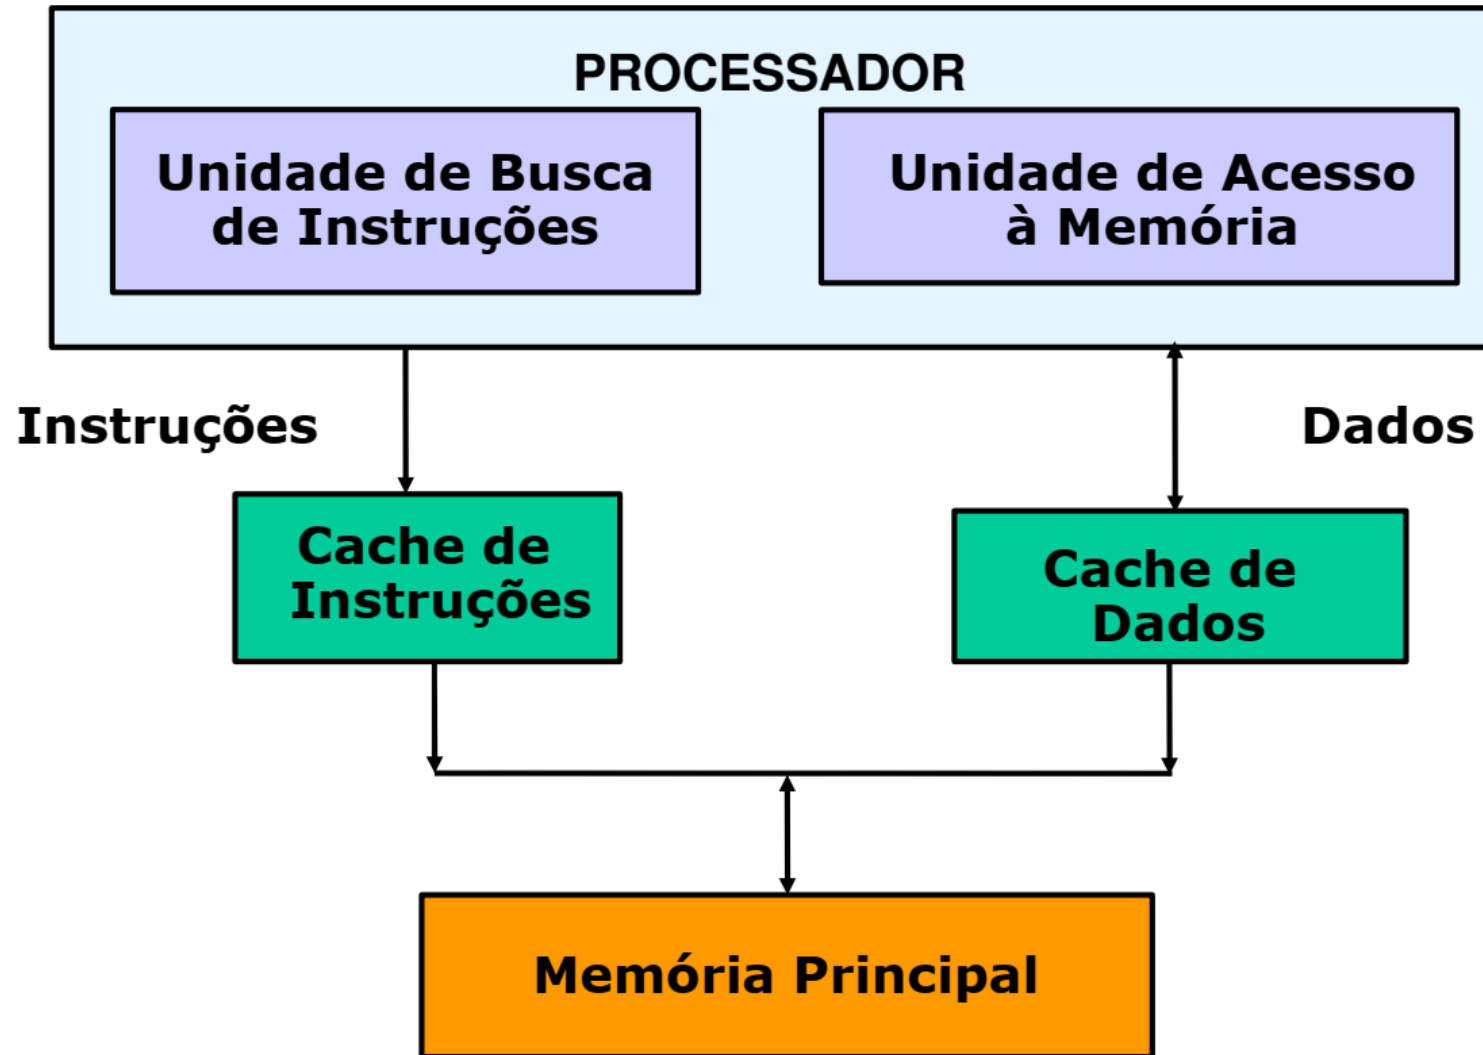 PROCESSADOR
Unidade de Busca
de Instruções
Unidade de Acesso
à Memória
Instruções
Dados
Cache de
Instruções
Cache de
Dados
Memória Principal